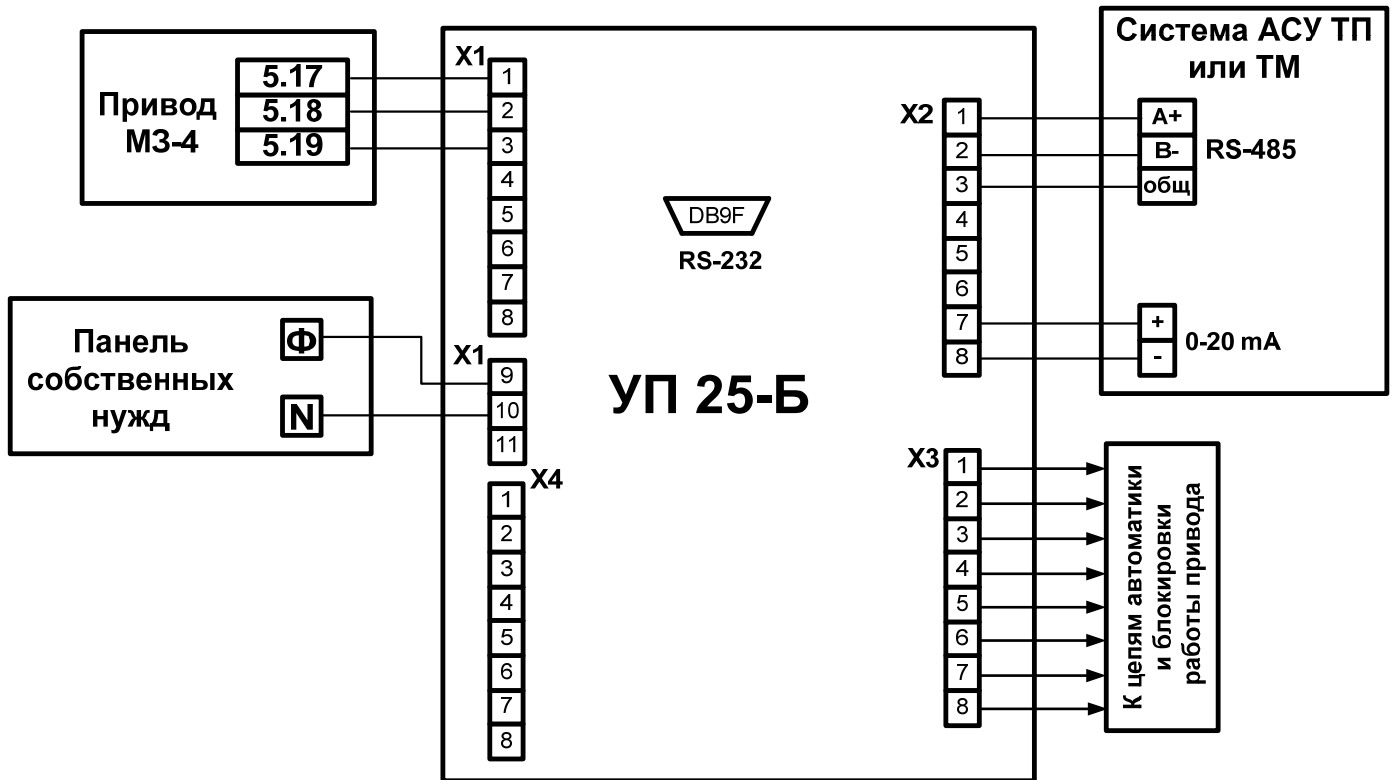 Привод
МЗ-4
5.17
5.18
5.19
X1
1
2
3
4
5
6
7
8
Панель
собственных
нужд
Ф
N
X1
9
10
11
X4
1
2
3
4
5
6
7
8
DB9F
RS-232
УП 25-Б
X2
1
2
3
4
5
6
7
8
Система АСУ ТП
или ТМ
A+
B-
общ
RS-485
+
-
0-20 mA
X3
1
2
3
4
5
6
7
8
К цепям автоматики
и блокировки
работы привода